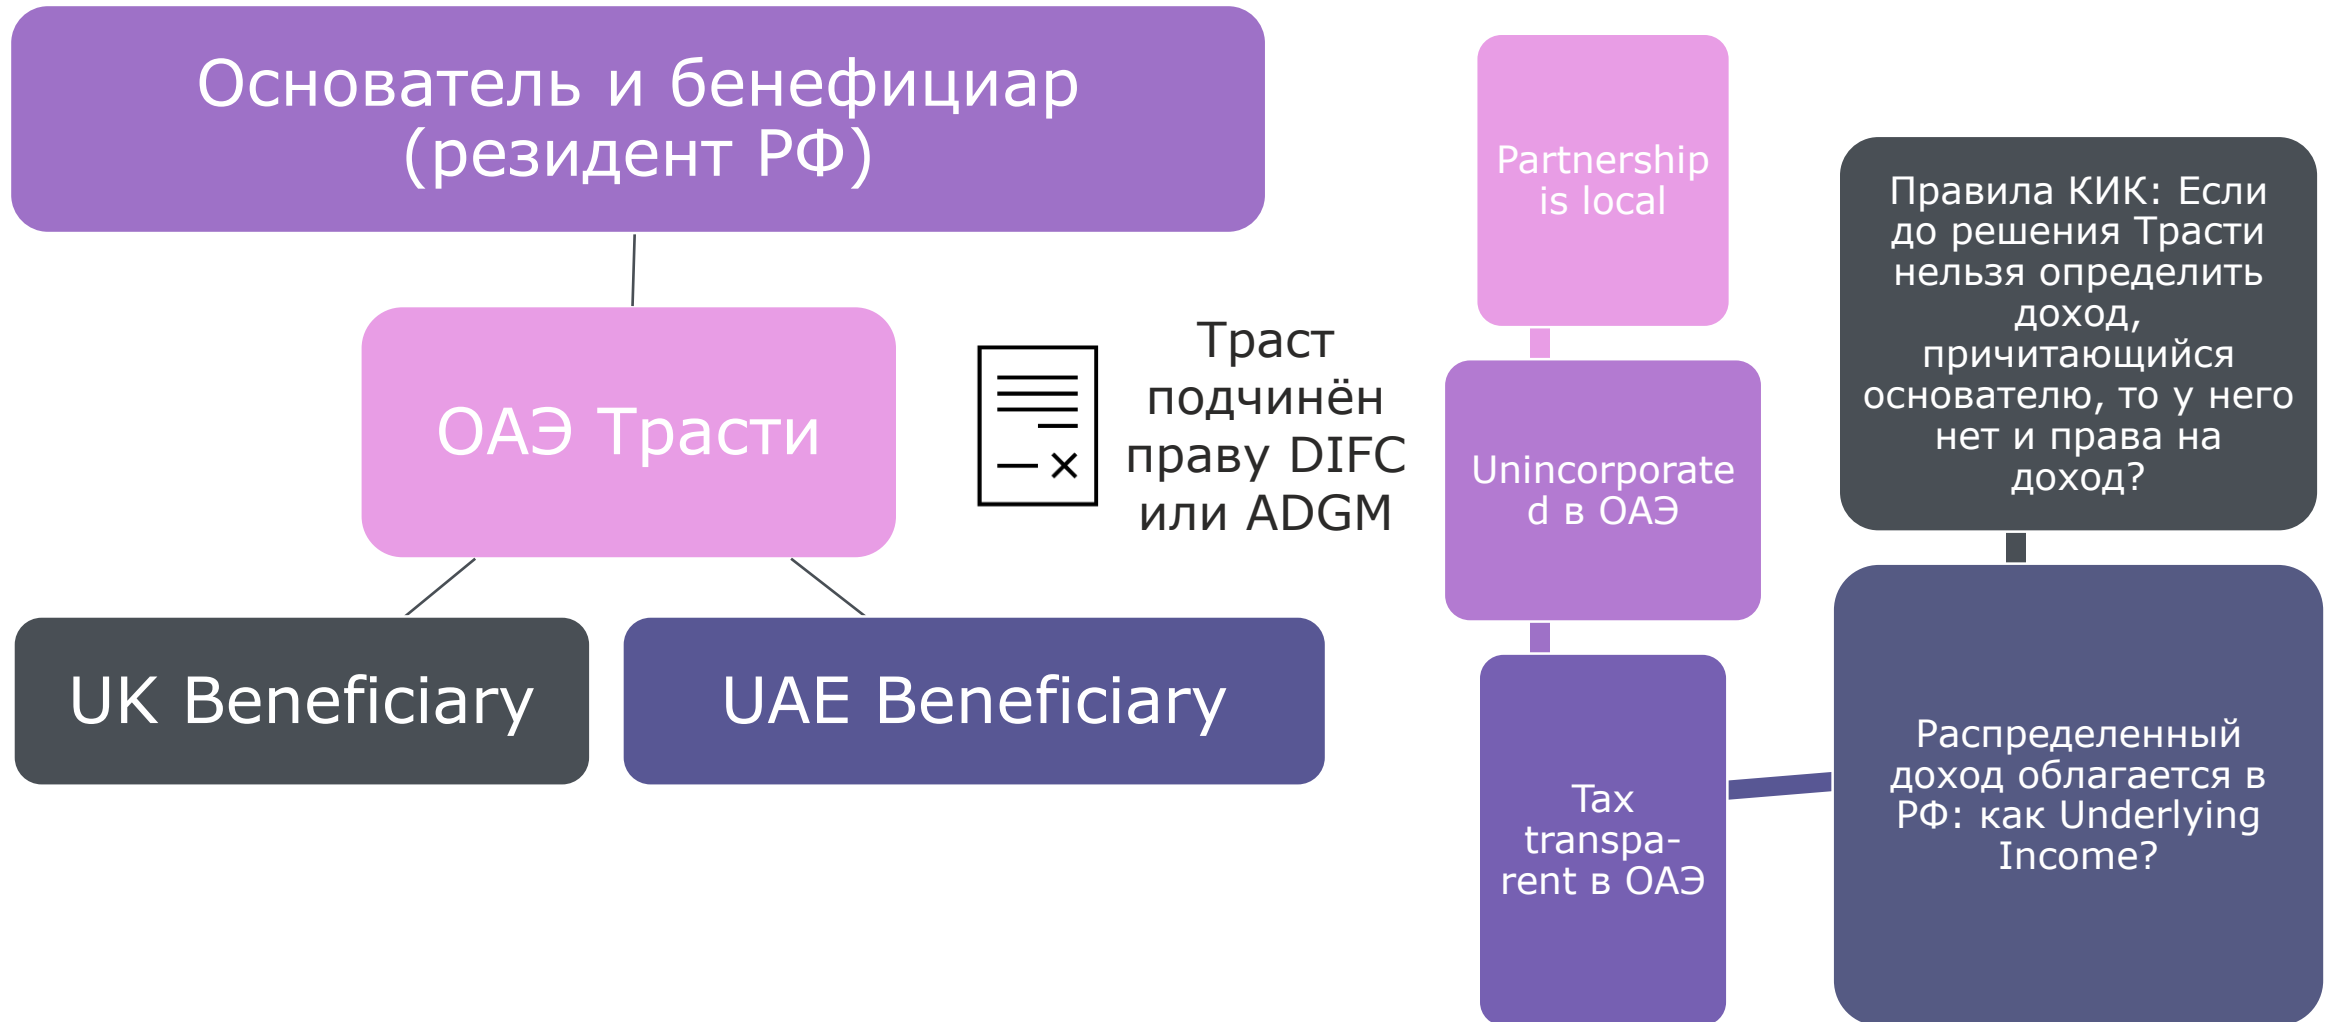 Основатель и бенефициар
(резидент РФ)
ОАЭ Трасти
UK Beneficiary
UAE Beneficiary
Траст
подчинён
праву DIFC
или ADGM
Partnership
is local
Unincorporate
d в ОАЭ
Tax
transpa-
rent в ОАЭ
Распределенный
доход облагается в
РФ: как Underlying
Income?
Правила КИК: Если
до решения Трасти
нельзя определить
доход,
причитающийся
основателю, то у него
нет и права на
доход?